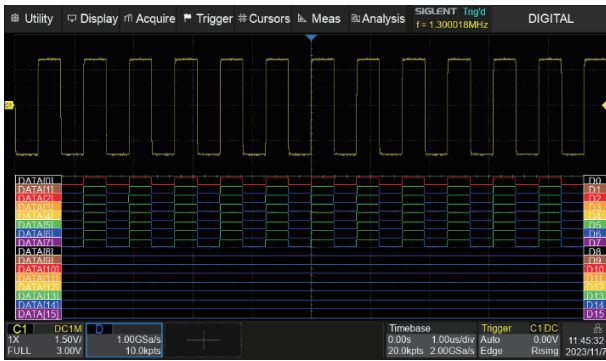 Utility Display Acquire Trigger Cursors Meas Analysis SIGLENT Trig'd DIGITAL
f = 1.300018MHz
C1
DATA[0] D0
DATA[1] D1
DATA[2] D2
DATA[3] D3
DATA[4] D4
DATA[5] D5
DATA[6] D6
DATA[7] D7
DATA[8] D8
DATA[9] D9
DATA[10] D10
DATA[11] D11
DATA[12] D12
DATA[13] D13
DATA[14] D14
DATA[15] D15
C1 DC1M D Timebase Trigger C1 DC
1X 1.50V/ 1.00GSa/s 0.00s 1.00us/div Auto 0.00V 11:45:32
FULL 3.00V 10.0kpts 20.0kpts 2.00GSa/s Edge Rising 2023/11/7